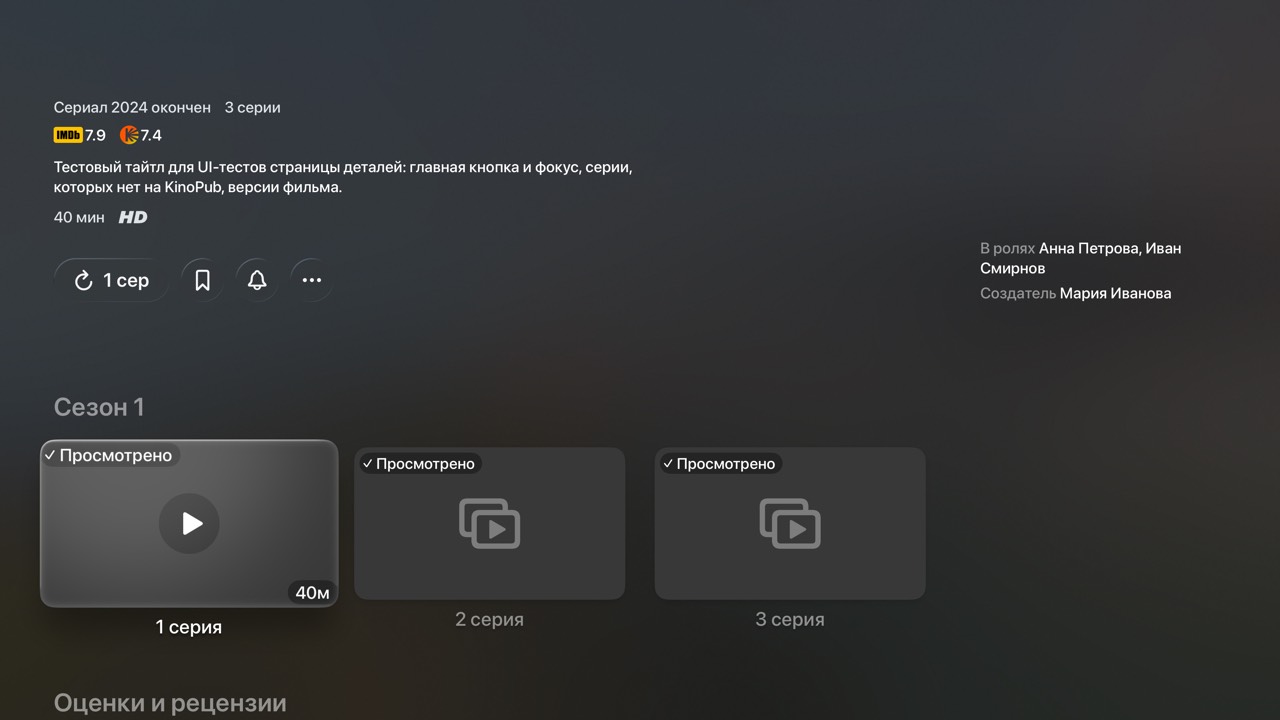 Сериал 2024 окончен 3 серии
IMDb 7.9 7.4
Тестовый тайтл для UI-тестов страницы деталей: главная кнопка и фокус, серии,
которых нет на KinoPub, версии фильма.
40 мин HD
В ролях Анна Петрова, Иван
Смирнов
Создатель Мария Иванова
1 сер
Сезон 1
✓ Просмотрено
40м
1 серия
✓ Просмотрено
2 серия
✓ Просмотрено
3 серия
Оценки и рецензии